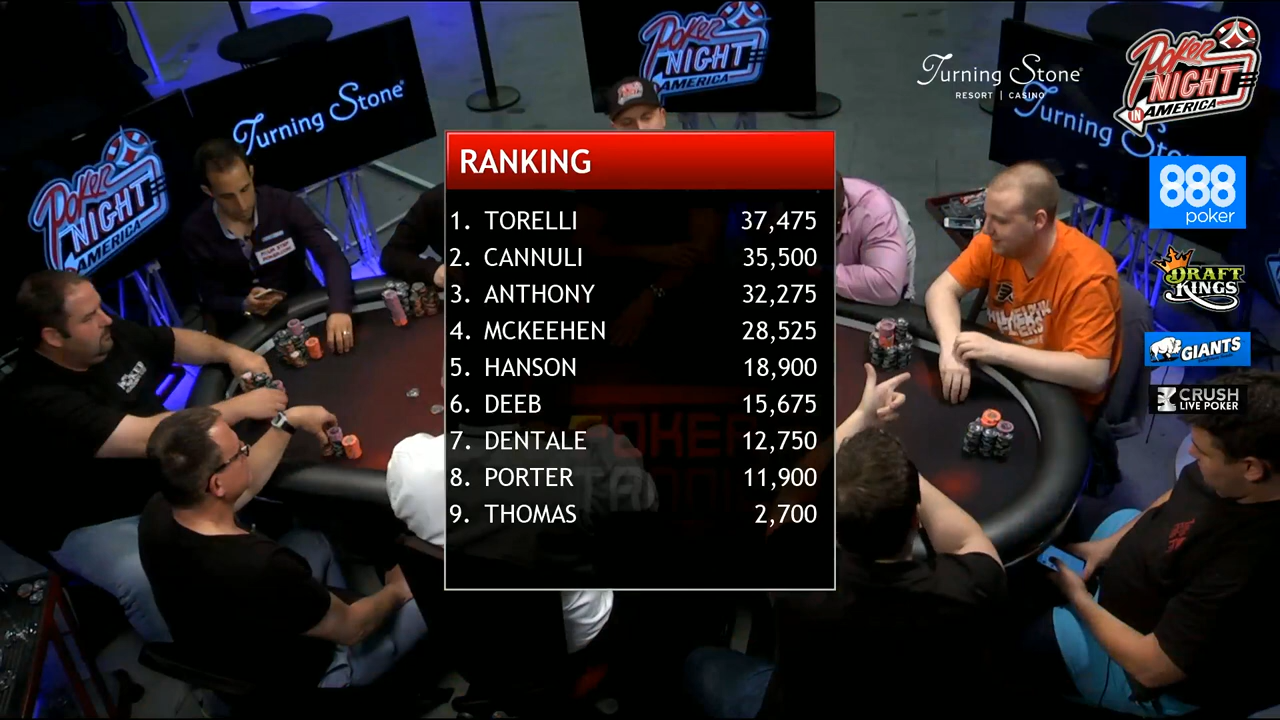 Poker
NIGHT
IN AMERICA
Turning Stone
RESORT | CASINO
Poker
NIGHT
IN AMERICA
Turning Stone
Turning Sto
Poker
NIGHT
AMERICA
888
poker
DRAFT
KINGS
GIANTS
CRUSH
LIVE POKER
RANKING
1. TORELLI 37,475
2. CANNULI 35,500
3. ANTHONY 32,275
4. MCKEEHEN 28,525
5. HANSON 18,900
6. DEEB 15,675
7. DENTALE 12,750
8. PORTER 11,900
9. THOMAS 2,700